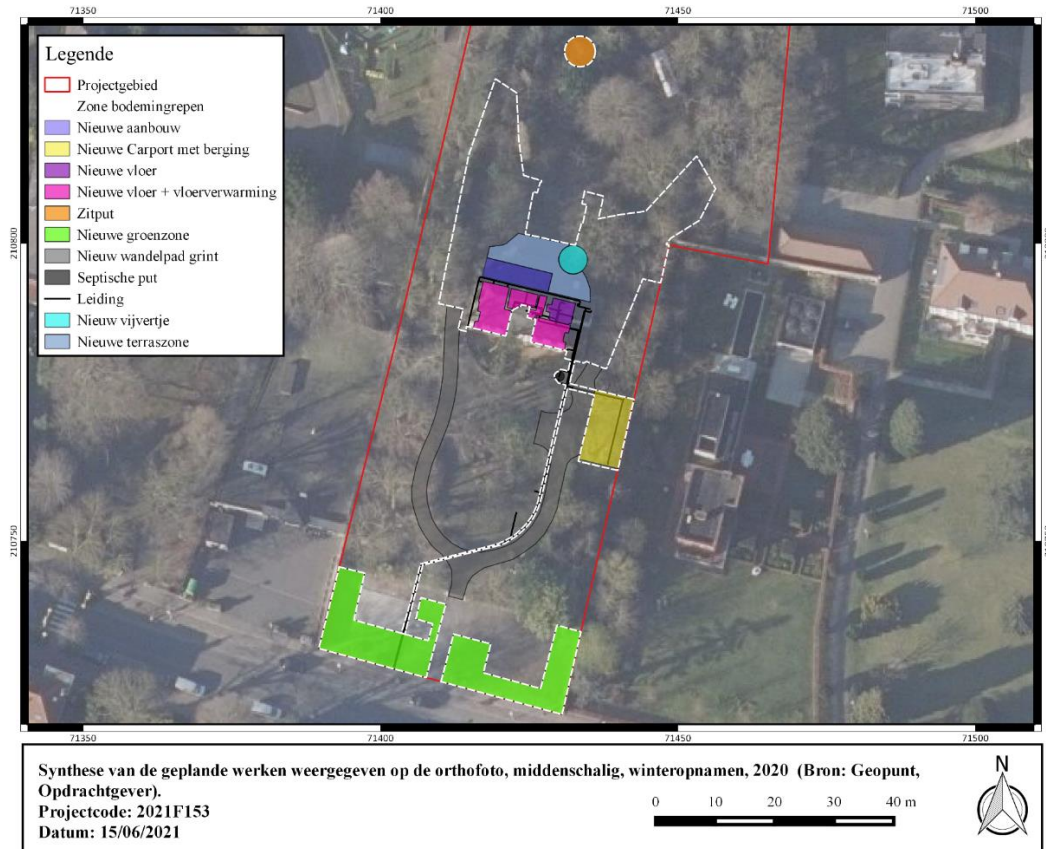 71350 71400 71450 71500
Legende
Projectgebied
Zone bodemingrepen
Nieuwe aanbouw
Nieuwe Carport met berging
Nieuwe vloer
Nieuwe vloer + vloerverwarming
Zitput
Nieuwe groenzone
Nieuw wandelpad grint
Septische put
Leiding
Nieuw vijvertje
Nieuwe terraszone
210800
210750
71350 71400 71450 71500
Synthese van de geplande werken weergegeven op de orthofoto, middenschalig, winteropnamen, 2020 (Bron: Geopunt,
Opdrachtgever).
Projectcode: 2021F153
Datum: 15/06/2021
0 10 20 30 40 m
N